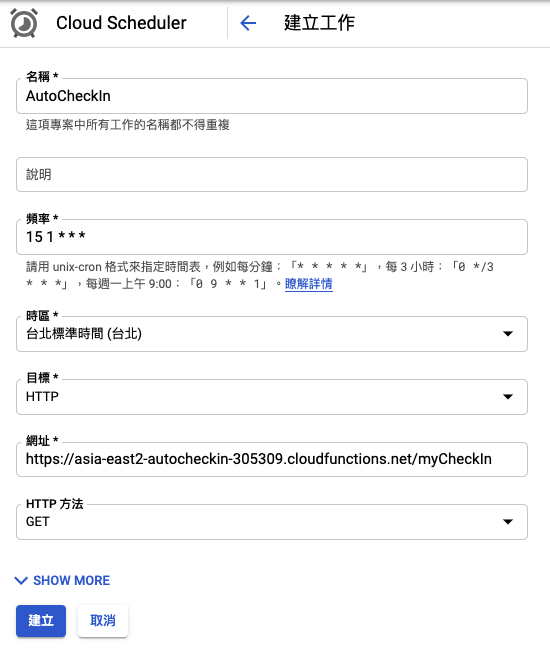 Cloud Scheduler
建立工作
名稱 *
AutoCheckIn
這項專案中所有工作的名稱都不得重複
說明
頻率 *
15 1 * * *
請用 unix-cron 格式來指定時間表，例如每分鐘：「* * * * *」，每 3 小時：「0 */3
* * *」，每週一上午 9:00：「0 9 * * 1」。瞭解詳情
時區 *
台北標準時間 (台北)
目標 *
HTTP
網址 *
https://asia-east2-autocheckin-305309.cloudfunctions.net/myCheckIn
HTTP 方法
GET
SHOW MORE
建立
取消